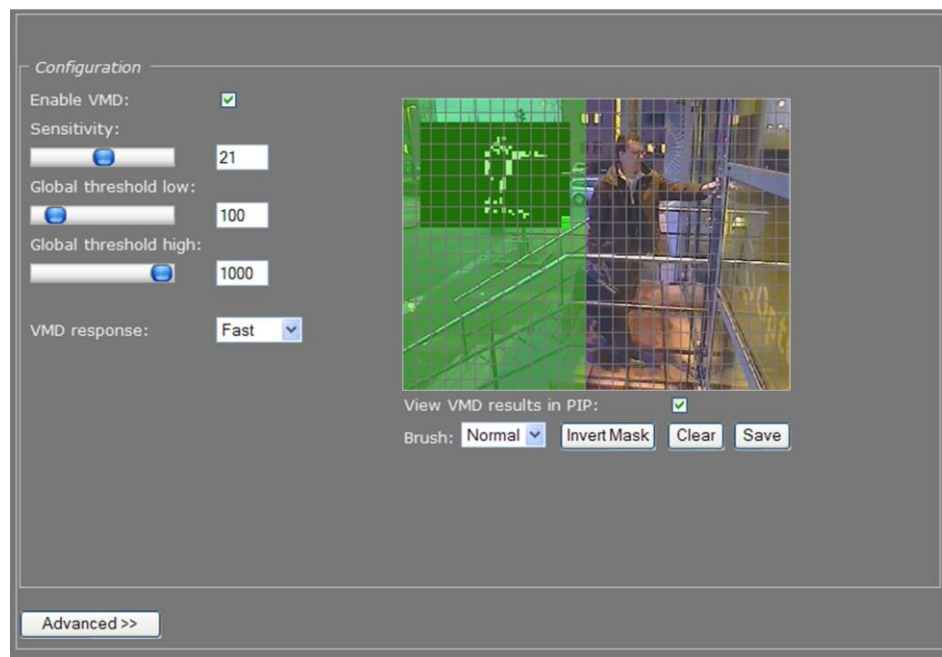 Configuration
Enable VMD:
Sensitivity:
21
Global threshold low:
100
Global threshold high:
1000
VMD response: Fast
View VMD results in PIP:
Brush: Normal Invert Mask Clear Save
Advanced >>